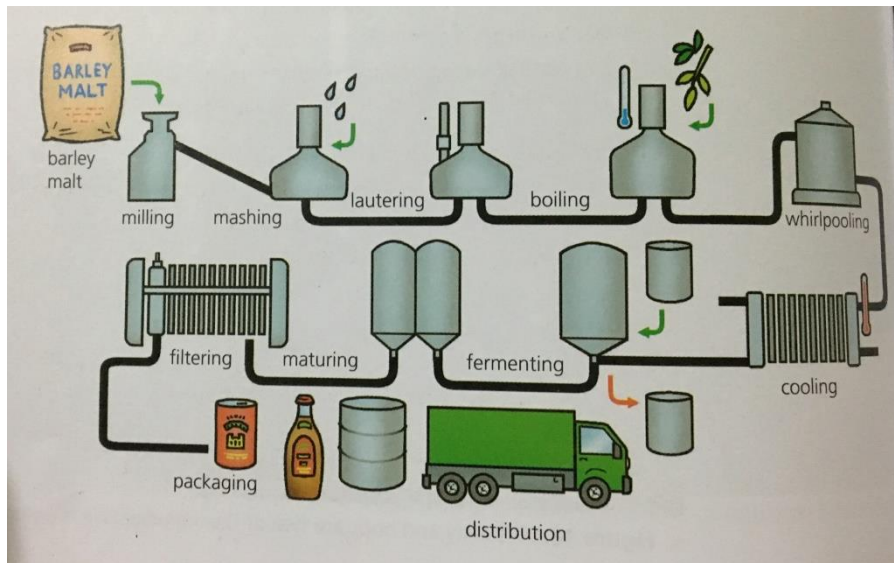 BARLEY
MALT
barley
malt
milling
mashing
lautering
boiling
whirlpooling
filtering
maturing
fermenting
cooling
packaging
distribution